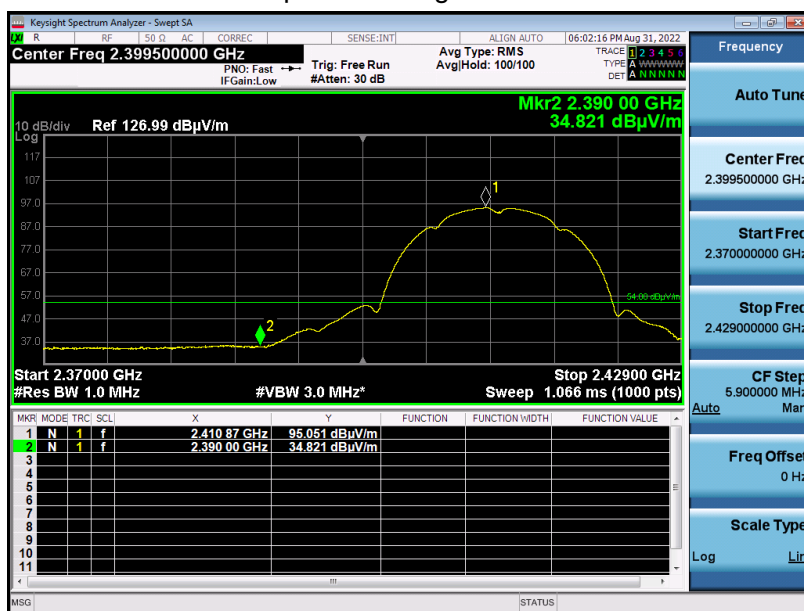 Keysight Spectrum Analyzer - Swept SA
LXI R RF 50 Ω AC CORREC SENSE:INT ALIGN AUTO 06:02:16 PM Aug 31, 2022
Center Freq 2.399500000 GHz
PNO: Fast
IFGain:Low
Trig: Free Run
#Atten: 30 dB
Avg Type: RMS
Avg|Hold: 100/100
TRACE 1 2 3 4 5 6
TYPE A WWWWW
DET A N N N N N
Mkr2 2.390 00 GHz
34.821 dBµV/m
10 dB/div Ref 126.99 dBµV/m
Log
117
107
97.0
87.0
77.0
67.0
57.0
47.0
37.0
1
2
54.00 dBµV/m
Start 2.37000 GHz Stop 2.42900 GHz
#Res BW 1.0 MHz #VBW 3.0 MHz* Sweep 1.066 ms (1000 pts)
MKR MODE TRC SCL X Y FUNCTION FUNCTION WIDTH FUNCTION VALUE
1 N 1 f 2.410 87 GHz 95.051 dBµV/m
2 N 1 f 2.390 00 GHz 34.821 dBµV/m
3
4
5
6
7
8
9
10
11
MSG STATUS
Frequency
Auto Tune
Center Freq
2.399500000 GHz
Start Freq
2.370000000 GHz
Stop Freq
2.429000000 GHz
CF Step
5.900000 MHz
Auto Man
Freq Offset
0 Hz
Scale Type
Log Lin